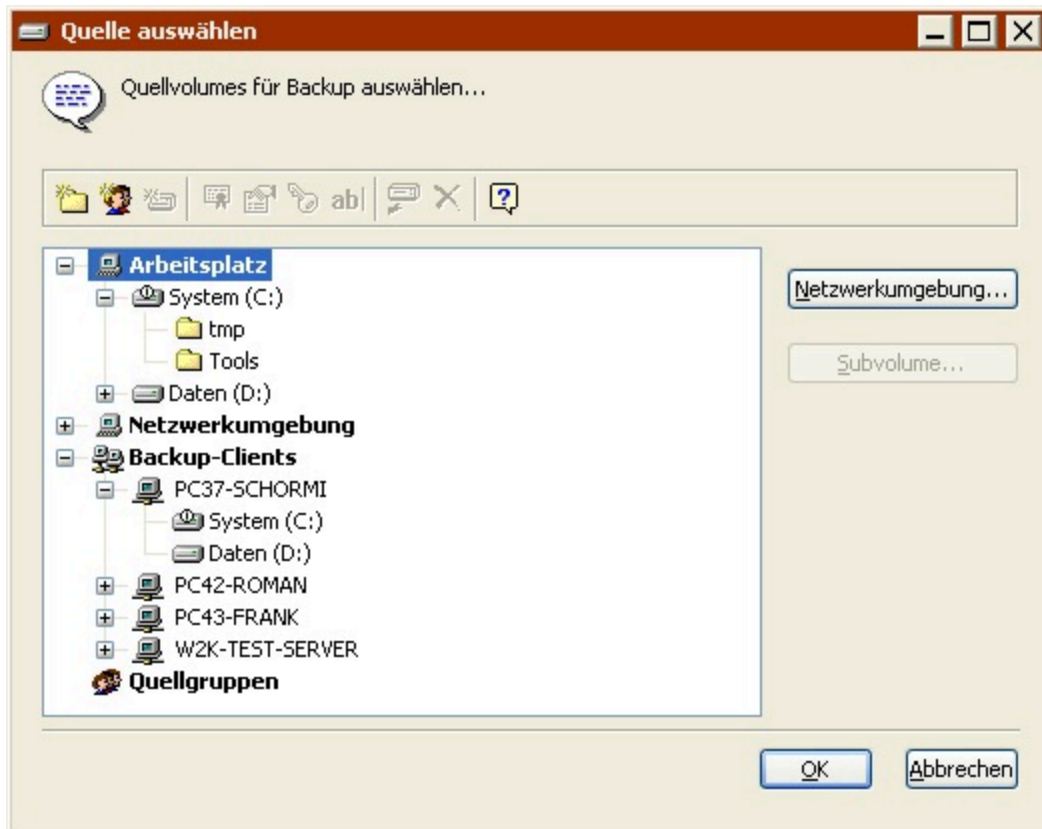 Quelle auswählen
Quellvolumes für Backup auswählen...
ab|
Arbeitsplatz
Netzwerkumgebung...
System (C:)
tmp
Tools
Subvolume...
Daten (D:)
Netzwerkumgebung
Backup-Clients
PC37-SCHORMI
System (C:)
Daten (D:)
PC42-ROMAN
PC43-FRANK
W2K-TEST-SERVER
Quellgruppen
OK
Abbrechen